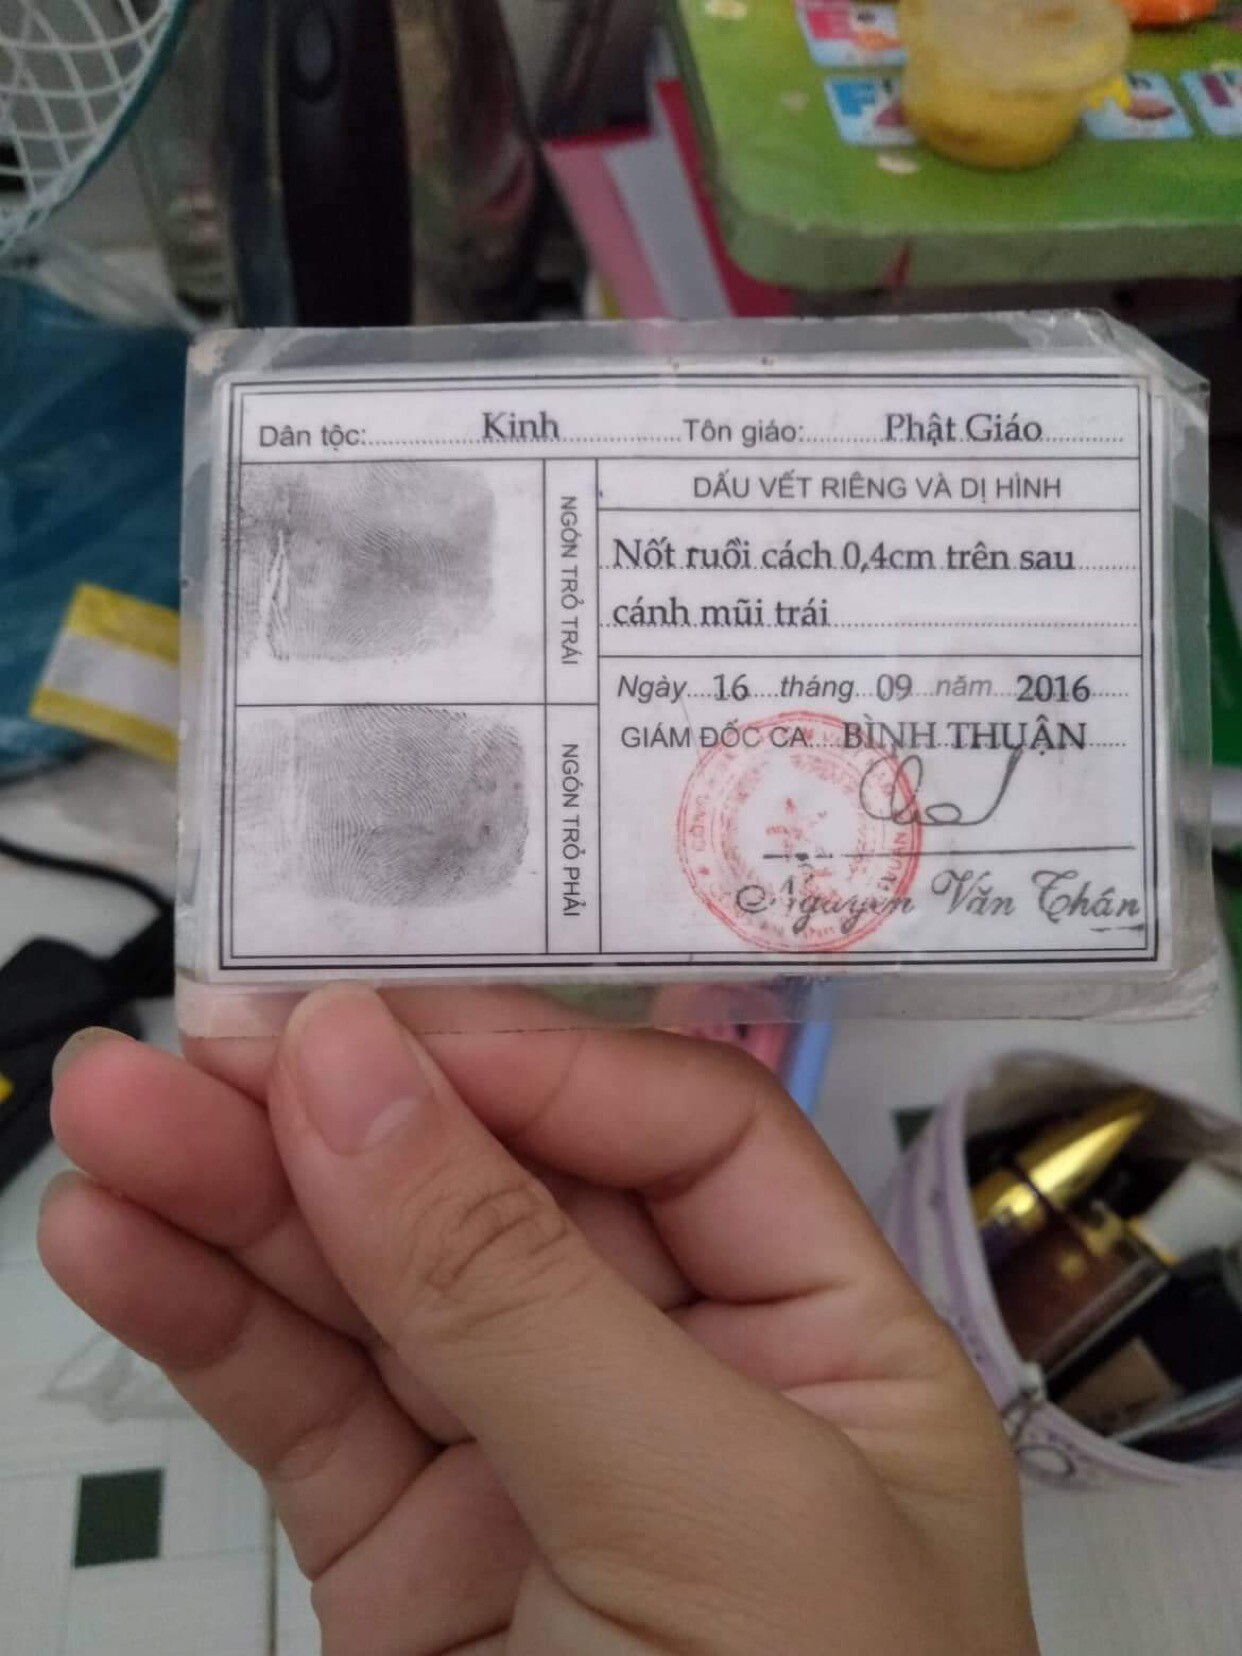 Dân tộc: Kinh Tôn giáo: Phật Giáo
NGÓN TRỎ TRÁI
NGÓN TRỎ PHẢI
DẤU VẾT RIÊNG VÀ DỊ HÌNH
Nốt ruồi cách 0,4cm trên sau
cánh mũi trái
Ngày 16 tháng 09 năm 2016
GIÁM ĐỐC CA BÌNH THUẬN
Nguyễn Văn Thân